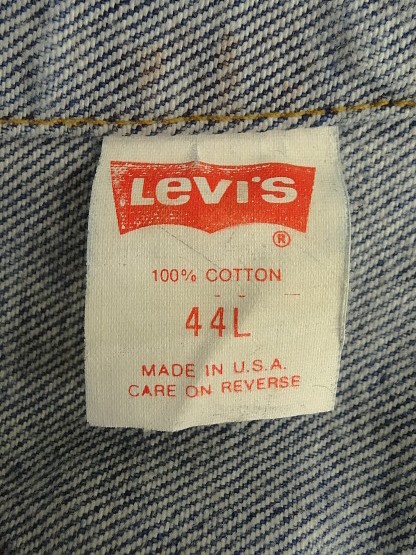 Levi's
®
100% COTTON
44L
MADE IN U.S.A.
CARE ON REVERSE